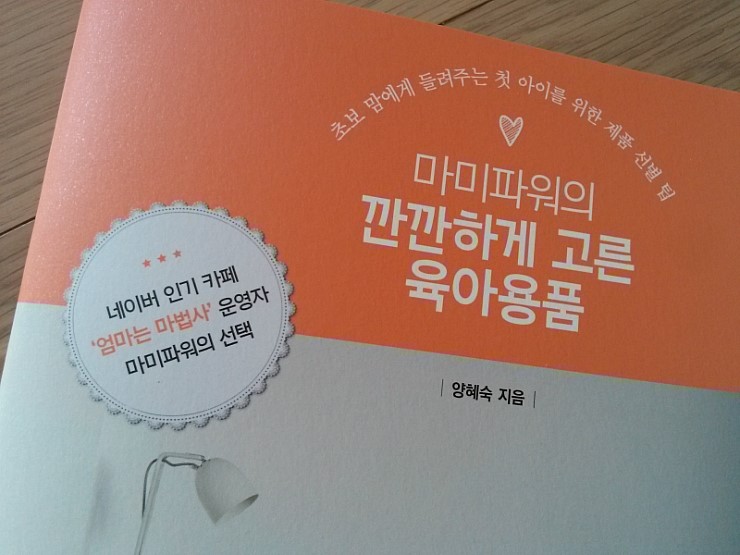 초보 맘에게 들려주는 첫 아이를 위한 제품 선별 팁
마미파워의
깐깐하게 고른
육아용품
네이버 인기 카페
‘엄마는 마법사’ 운영자
마미파워의 선택
| 양혜숙 지음 |